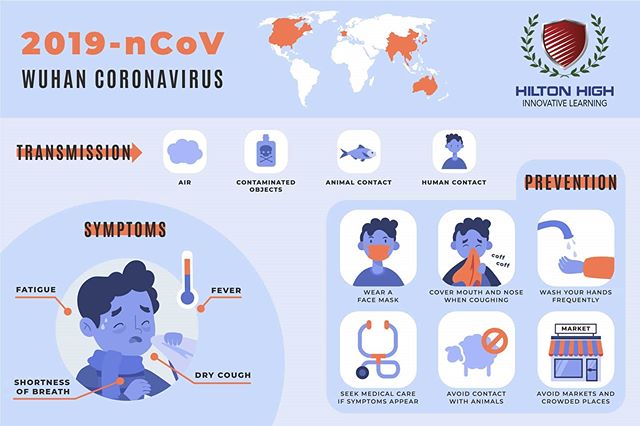 2019-nCoV
WUHAN CORONAVIRUS
HILTON HIGH
INNOVATIVE LEARNING
TRANSMISSION
AIR
CONTAMINATED
OBJECTS
ANIMAL CONTACT
HUMAN CONTACT
SYMPTOMS
FATIGUE
FEVER
SHORTNESS
OF BREATH
DRY COUGH
PREVENTION
WEAR A
FACE MASK
coff
coff
COVER MOUTH AND NOSE
WHEN COUGHING
WASH YOUR HANDS
FREQUENTLY
SEEK MEDICAL CARE
IF SYMPTOMS APPEAR
AVOID CONTACT
WITH ANIMALS
MARKET
AVOID MARKETS AND
CROWDED PLACES